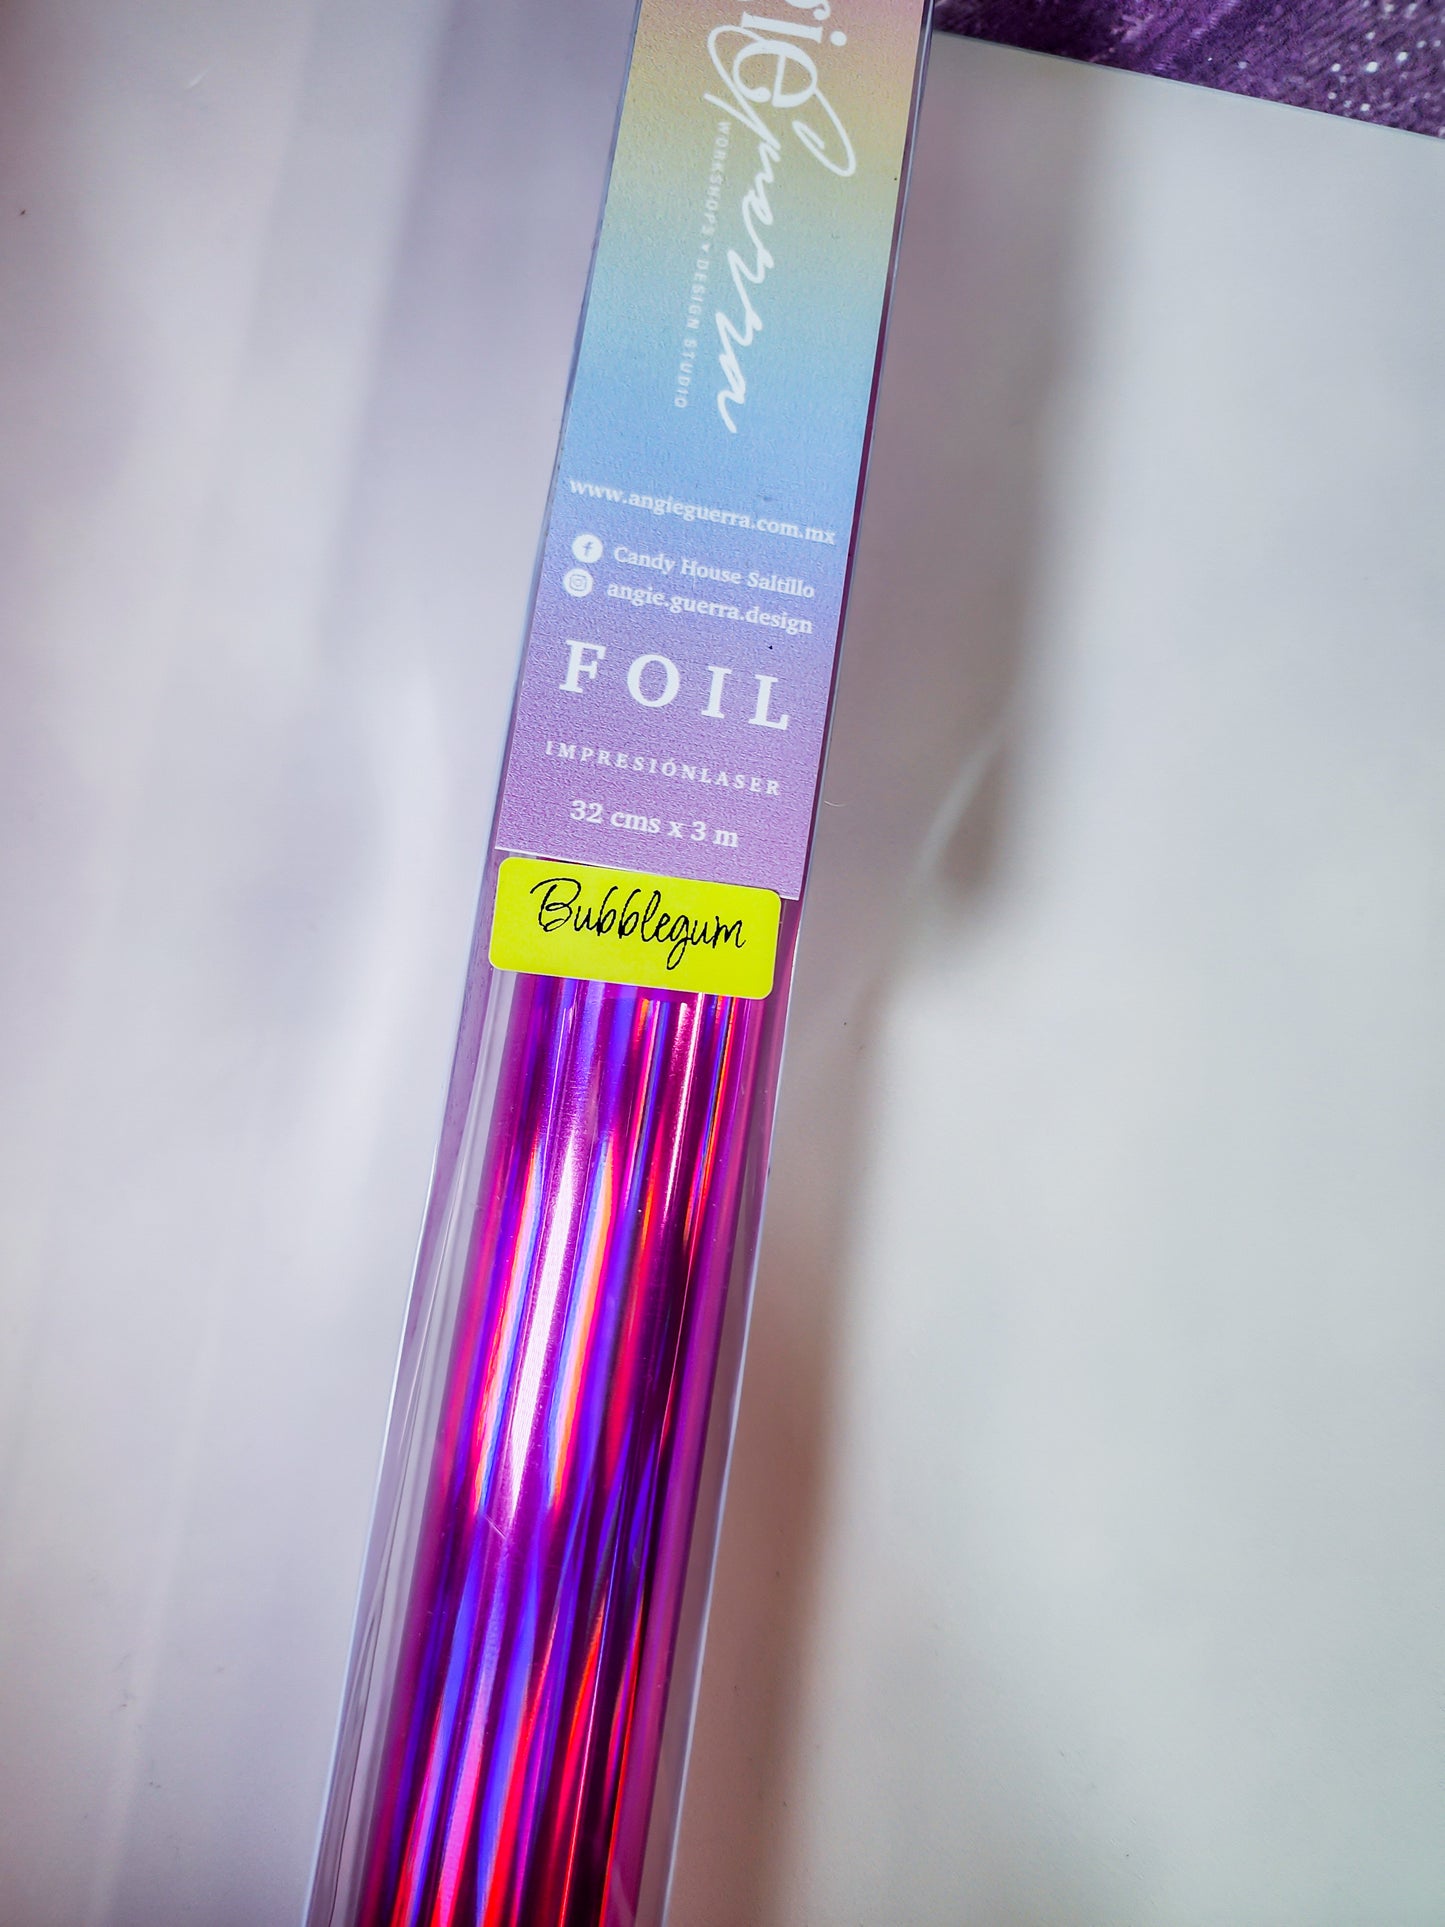 Guerra
WORKSHOPS Y DESIGN STUDIO
www.angieguerra.com.mx
Candy House Saltillo
angie.guerra.design
FOIL
IMPRESIÓNLASER
32 cms x 3 m
Bubblegum